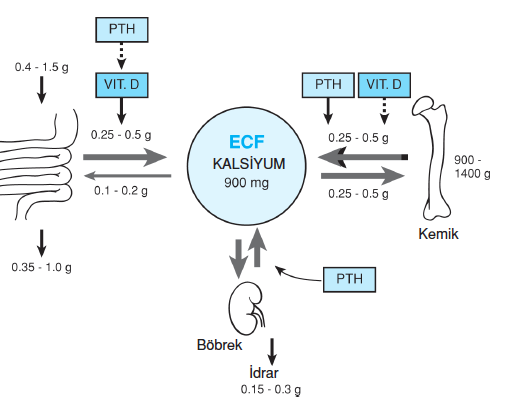 PTH
0.4 - 1.5 g
VIT. D
PTH
VIT. D
0.25 - 0.5 g
0.25 - 0.5 g
ECF
KALSİYUM
900 mg
900 -
1400 g
0.1 - 0.2 g
0.25 - 0.5 g
Kemik
0.35 - 1.0 g
PTH
Böbrek
İdrar
0.15 - 0.3 g